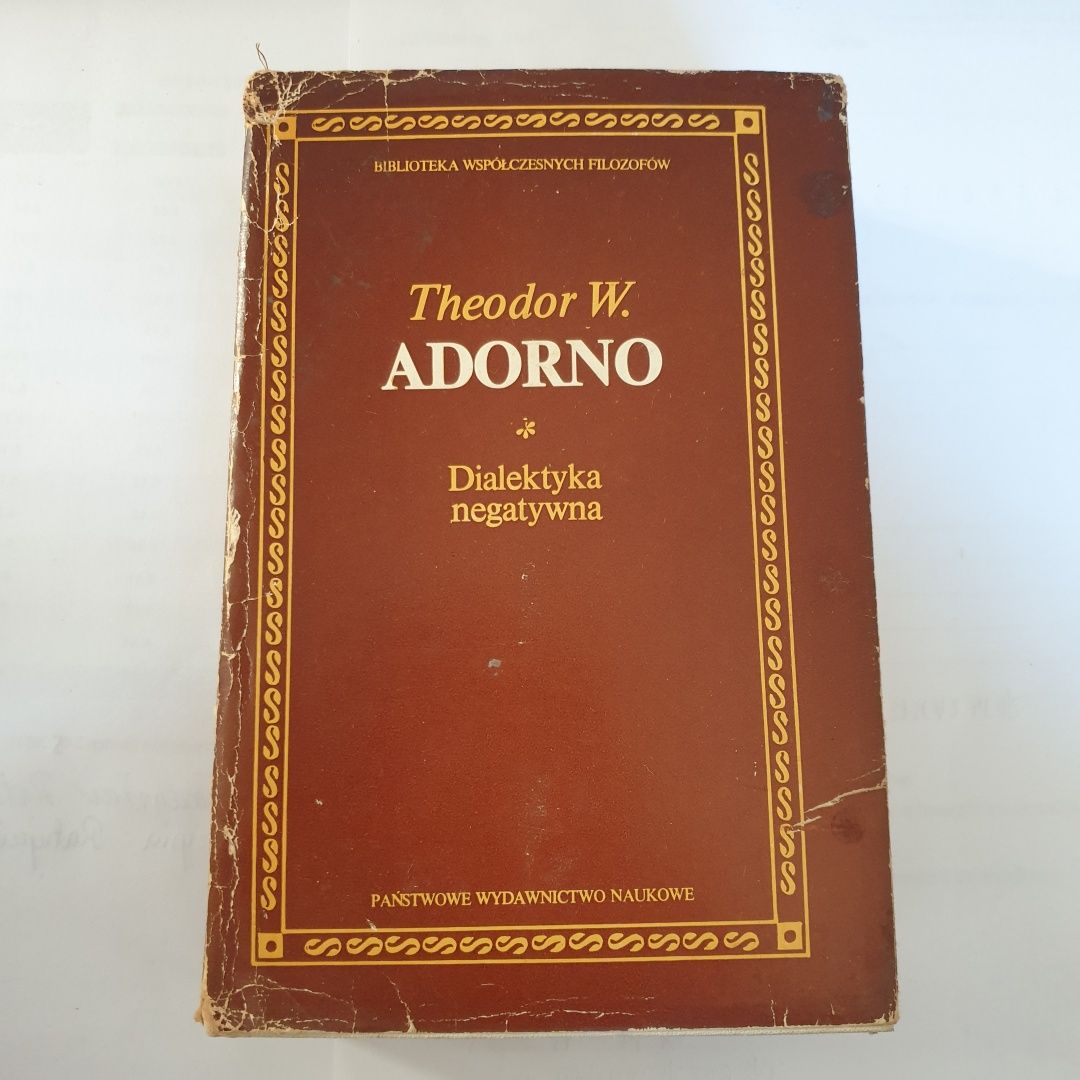 BIBLIOTEKA WSPÓŁCZESNYCH FILOZOFÓW
Theodor W.
ADORNO
Dialektyka
negatywna
PAŃSTWOWE WYDAWNICTWO NAUKOWE